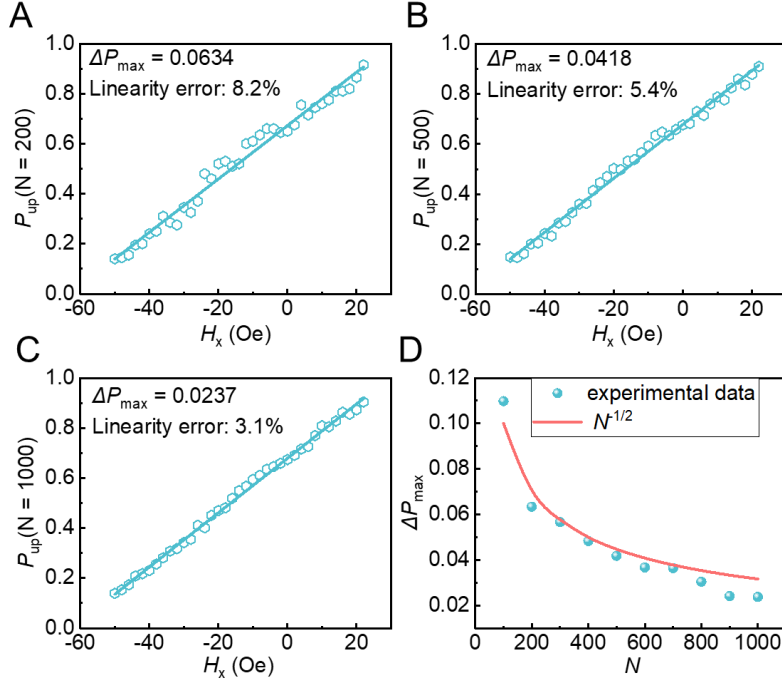 A
ΔPmax = 0.0634
Linearity error: 8.2%
Pup(N = 200)
1.0
0.8
0.6
0.4
0.2
0.0
-60 -40 -20 0 20
Hx (Oe)
B
ΔPmax = 0.0418
Linearity error: 5.4%
Pup(N = 500)
1.0
0.8
0.6
0.4
0.2
0.0
-60 -40 -20 0 20
Hx (Oe)
C
ΔPmax = 0.0237
Linearity error: 3.1%
Pup(N = 1000)
1.0
0.8
0.6
0.4
0.2
0.0
-60 -40 -20 0 20
Hx (Oe)
D
experimental data
N-1/2
ΔPmax
0.12
0.10
0.08
0.06
0.04
0.02
0 200 400 600 800 1000
N